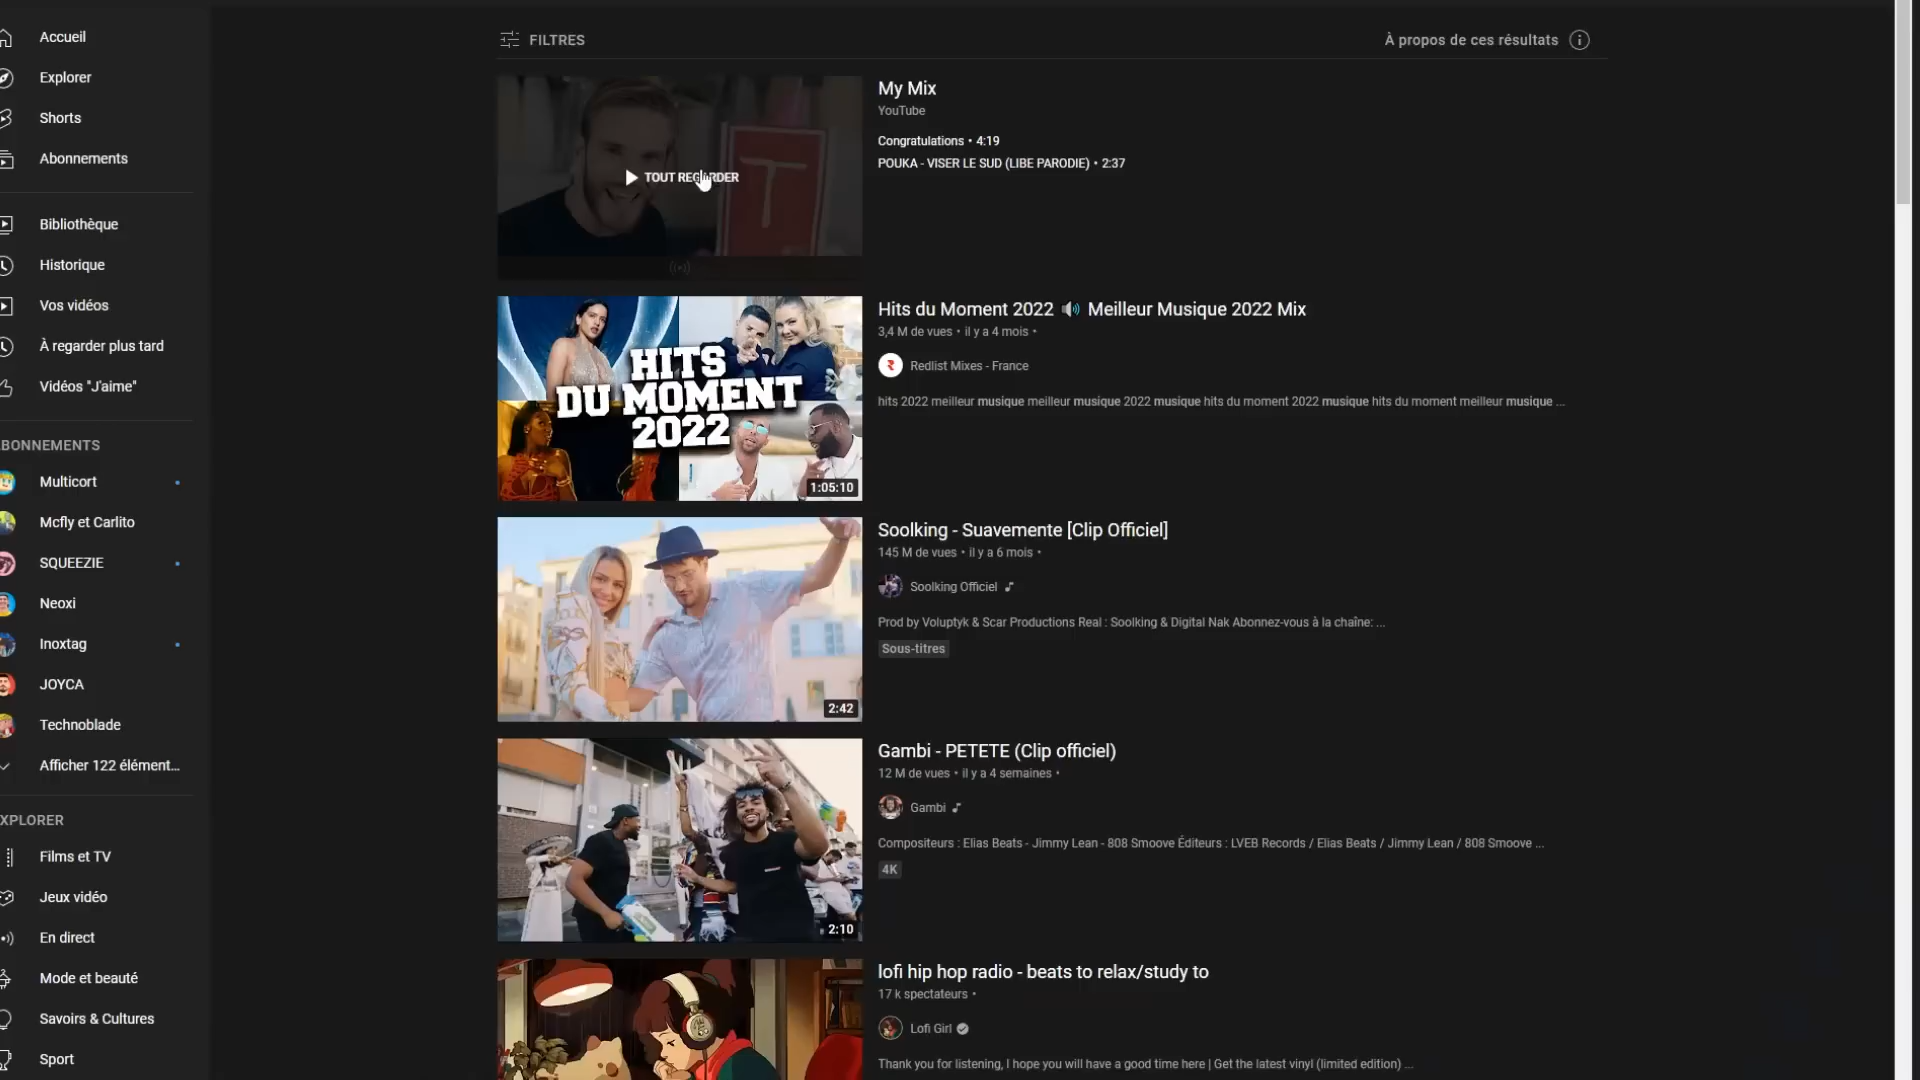 Accueil
Explorer
Shorts
Abonnements
Bibliothèque
Historique
Vos vidéos
À regarder plus tard
Vidéos "J'aime"
BONNEMENTS
Multicort
Mcfly et Carlito
SQUEEZIE
Neoxi
Inoxtag
JOYCA
Technoblade
Afficher 122 élément...
XPLORER
Films et TV
Jeux vidéo
En direct
Mode et beauté
Savoirs & Cultures
Sport
FILTRES
À propos de ces résultats
T
TOUT REGARDER
My Mix
YouTube
Congratulations • 4:19
POUKA - VISER LE SUD (LIBE PARODIE) • 2:37
HITS
DU MOMENT
2022
1:05:10
Hits du Moment 2022 🔊 Meilleur Musique 2022 Mix
3,4 M de vues • il y a 4 mois •
Redlist Mixes - France
hits 2022 meilleur musique meilleur musique 2022 musique hits du moment 2022 musique hits du moment meilleur musique ...
2:42
Soolking - Suavemente [Clip Officiel]
145 M de vues • il y a 6 mois •
Soolking Officiel
Prod by Voluptyk & Scar Productions Real : Soolking & Digital Nak Abonnez-vous à la chaîne: ...
Sous-titres
2:10
Gambi - PETETE (Clip officiel)
12 M de vues • il y a 4 semaines •
Gambi
Compositeurs : Elias Beats - Jimmy Lean - 808 Smoove Éditeurs : LVEB Records / Elias Beats / Jimmy Lean / 808 Smoove ...
4K
lofi hip hop radio - beats to relax/study to
17 k spectateurs •
Lofi Girl
Thank you for listening, I hope you will have a good time here | Get the latest vinyl (limited edition) ...